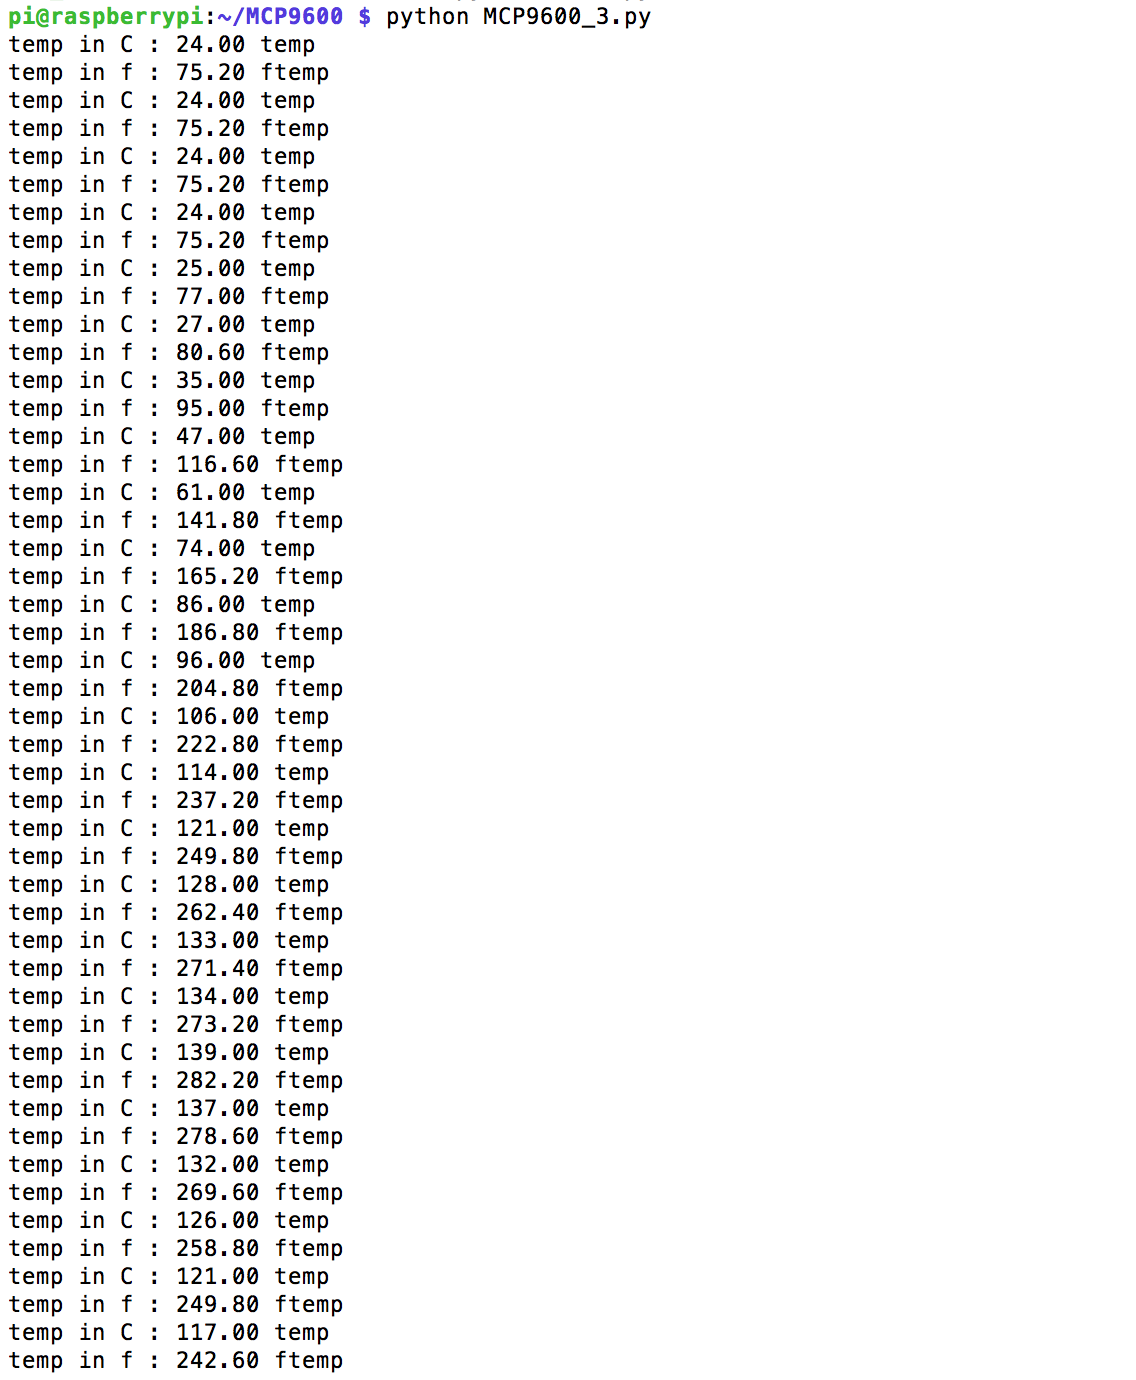 pi@raspberrypi:~/MCP9600 $ python MCP9600_3.py
temp in C : 24.00 temp
temp in f : 75.20 ftemp
temp in C : 24.00 temp
temp in f : 75.20 ftemp
temp in C : 24.00 temp
temp in f : 75.20 ftemp
temp in C : 24.00 temp
temp in f : 75.20 ftemp
temp in C : 25.00 temp
temp in f : 77.00 ftemp
temp in C : 27.00 temp
temp in f : 80.60 ftemp
temp in C : 35.00 temp
temp in f : 95.00 ftemp
temp in C : 47.00 temp
temp in f : 116.60 ftemp
temp in C : 61.00 temp
temp in f : 141.80 ftemp
temp in C : 74.00 temp
temp in f : 165.20 ftemp
temp in C : 86.00 temp
temp in f : 186.80 ftemp
temp in C : 96.00 temp
temp in f : 204.80 ftemp
temp in C : 106.00 temp
temp in f : 222.80 ftemp
temp in C : 114.00 temp
temp in f : 237.20 ftemp
temp in C : 121.00 temp
temp in f : 249.80 ftemp
temp in C : 128.00 temp
temp in f : 262.40 ftemp
temp in C : 133.00 temp
temp in f : 271.40 ftemp
temp in C : 134.00 temp
temp in f : 273.20 ftemp
temp in C : 139.00 temp
temp in f : 282.20 ftemp
temp in C : 137.00 temp
temp in f : 278.60 ftemp
temp in C : 132.00 temp
temp in f : 269.60 ftemp
temp in C : 126.00 temp
temp in f : 258.80 ftemp
temp in C : 121.00 temp
temp in f : 249.80 ftemp
temp in C : 117.00 temp
temp in f : 242.60 ftemp